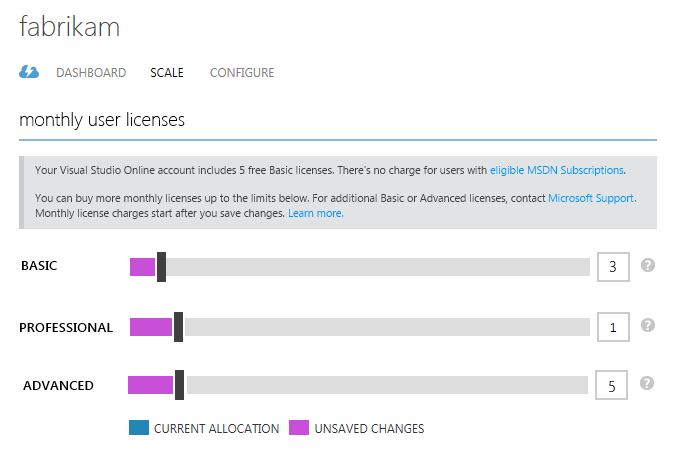 fabrikam
DASHBOARD SCALE CONFIGURE
monthly user licenses
Your Visual Studio Online account includes 5 free Basic licenses. There's no charge for users with eligible MSDN Subscriptions.
You can buy more monthly licenses up to the limits below. For additional Basic or Advanced licenses, contact Microsoft Support.
Monthly license charges start after you save changes. Learn more.
BASIC 3 ?
PROFESSIONAL 1 ?
ADVANCED 5 ?
CURRENT ALLOCATION UNSAVED CHANGES